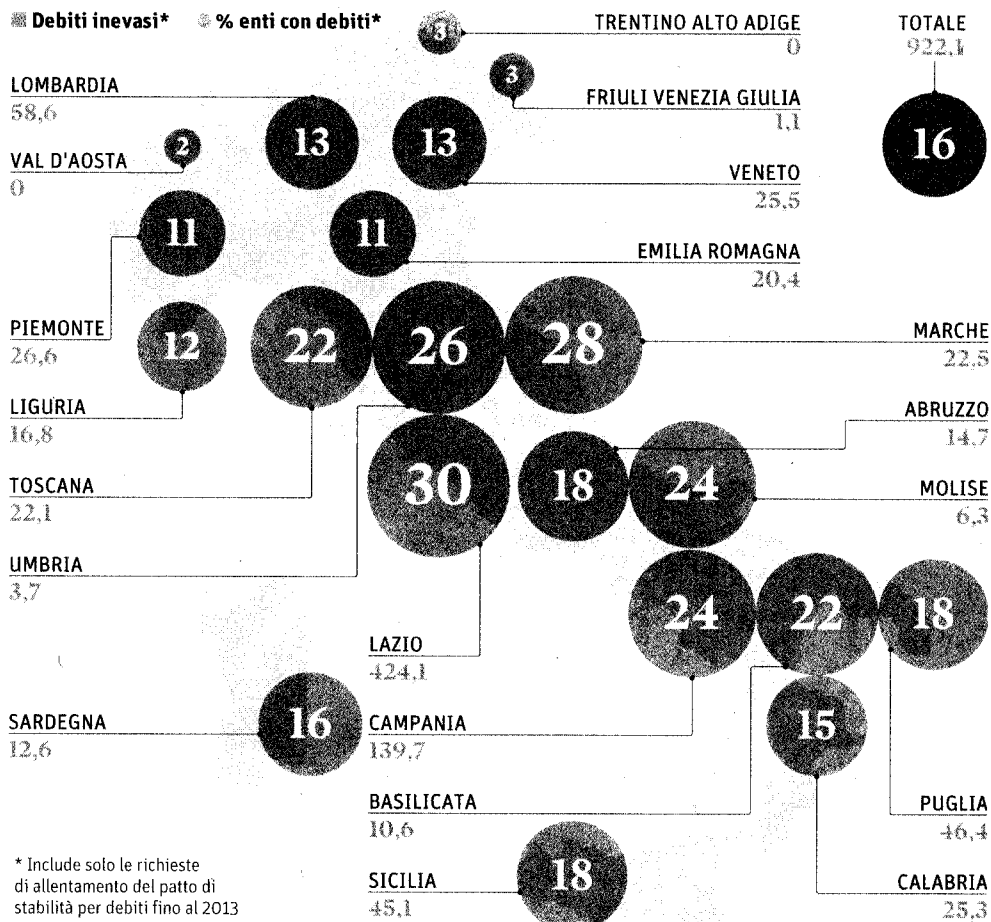 Debiti inevasi* % enti con debiti*
TRENTINO ALTO ADIGE
0
3
TOTALE
922,1
16
LOMBARDIA
58,6
13
FRIULI VENEZIA GIULIA
1,1
3
VAL D'AOSTA
0
2
VENETO
25,5
13
PIEMONTE
26,6
11
EMILIA ROMAGNA
20,4
11
LIGURIA
16,8
12
TOSCANA
22,1
22
UMBRIA
3,7
26
MARCHE
22,5
28
ABRUZZO
14,7
18
MOLISE
6,3
24
LAZIO
424,1
30
SARDEGNA
12,6
16
CAMPANIA
139,7
24
BASILICATA
10,6
22
PUGLIA
46,4
18
SICILIA
45,1
18
CALABRIA
25,3
15
* Include solo le richieste
di allentamento del patto di
stabilità per debiti fino al 2013